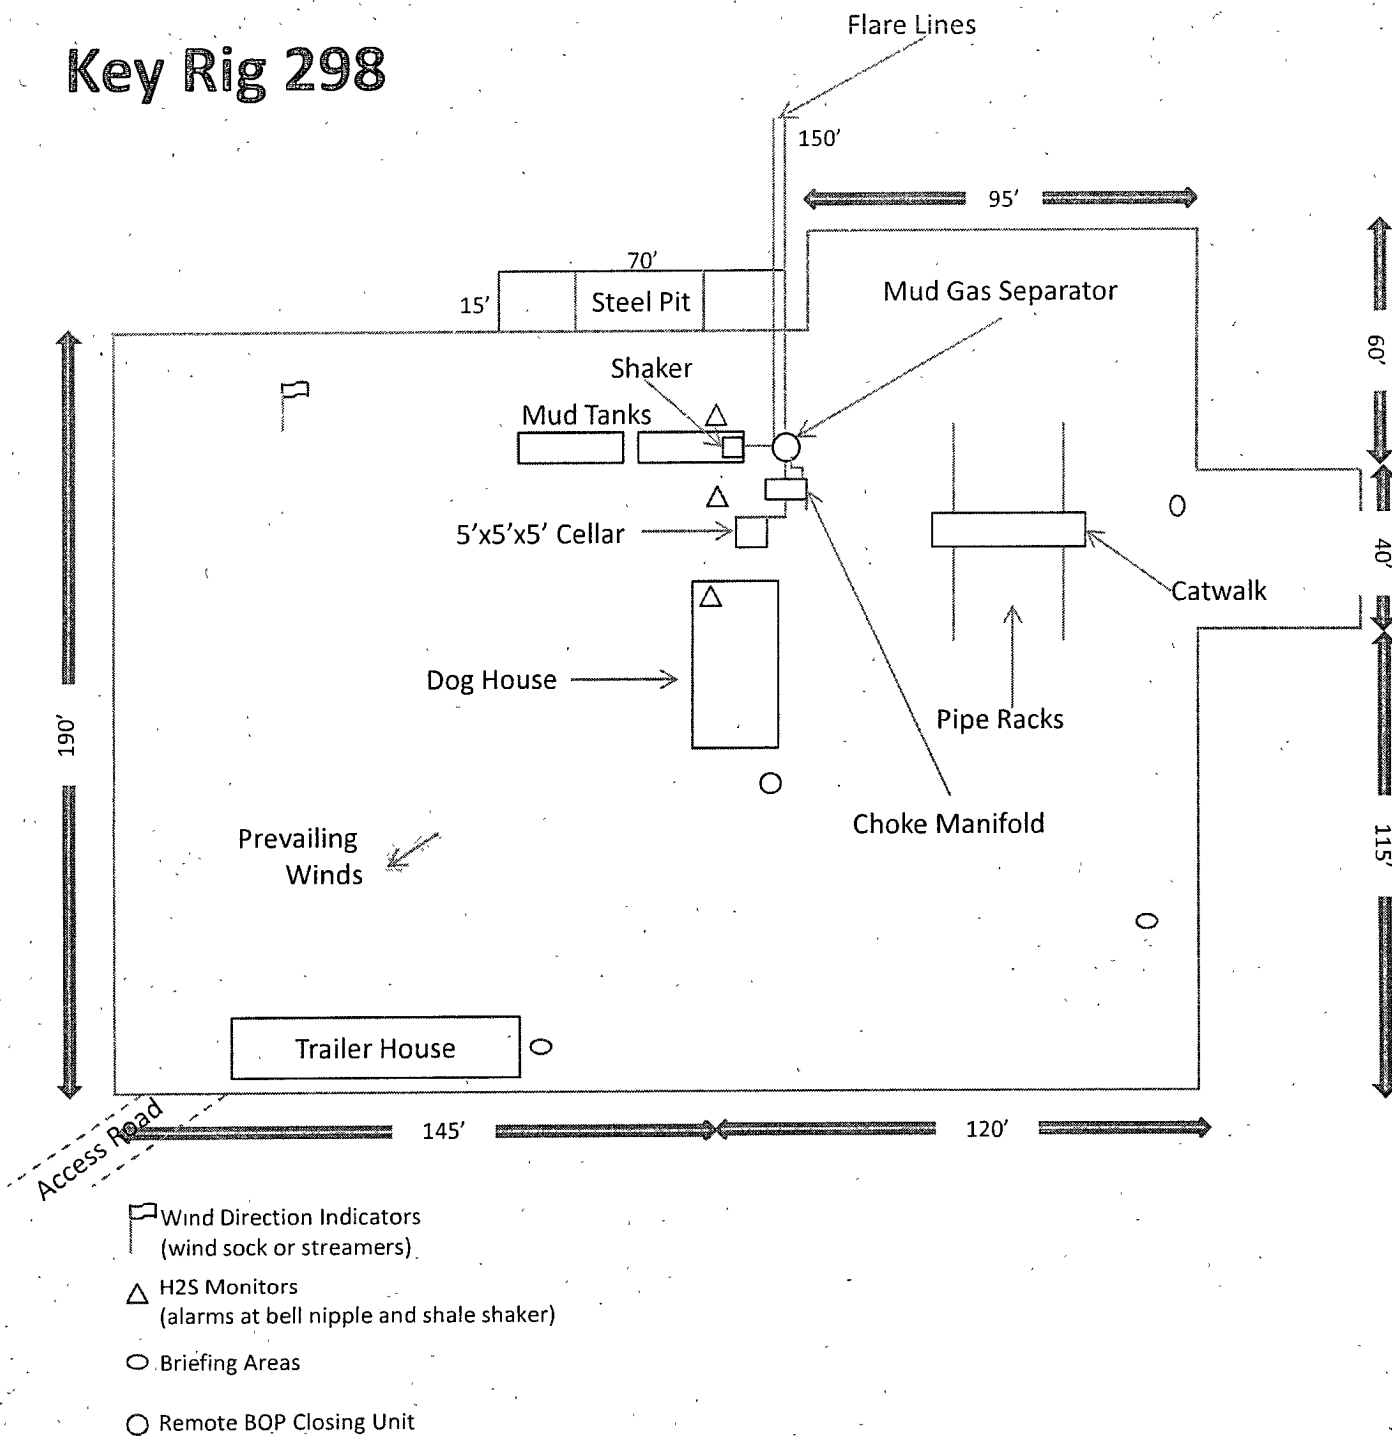 Flare Lines
Key Rig 298
150'
95'
70'
15'
Steel Pit
Mud Gas Separator
60'
Shaker
Mud Tanks
5'x5'x5' Cellar
40'
Catwalk
Dog House
190'
Pipe Racks
Choke Manifold
115'
Prevailing
Winds
Trailer House
Access Road
145'
120'
Wind Direction Indicators
(wind sock or streamers)
H2S Monitors
(alarms at bell nipple and shale shaker)
Briefing Areas
Remote BOP Closing Unit